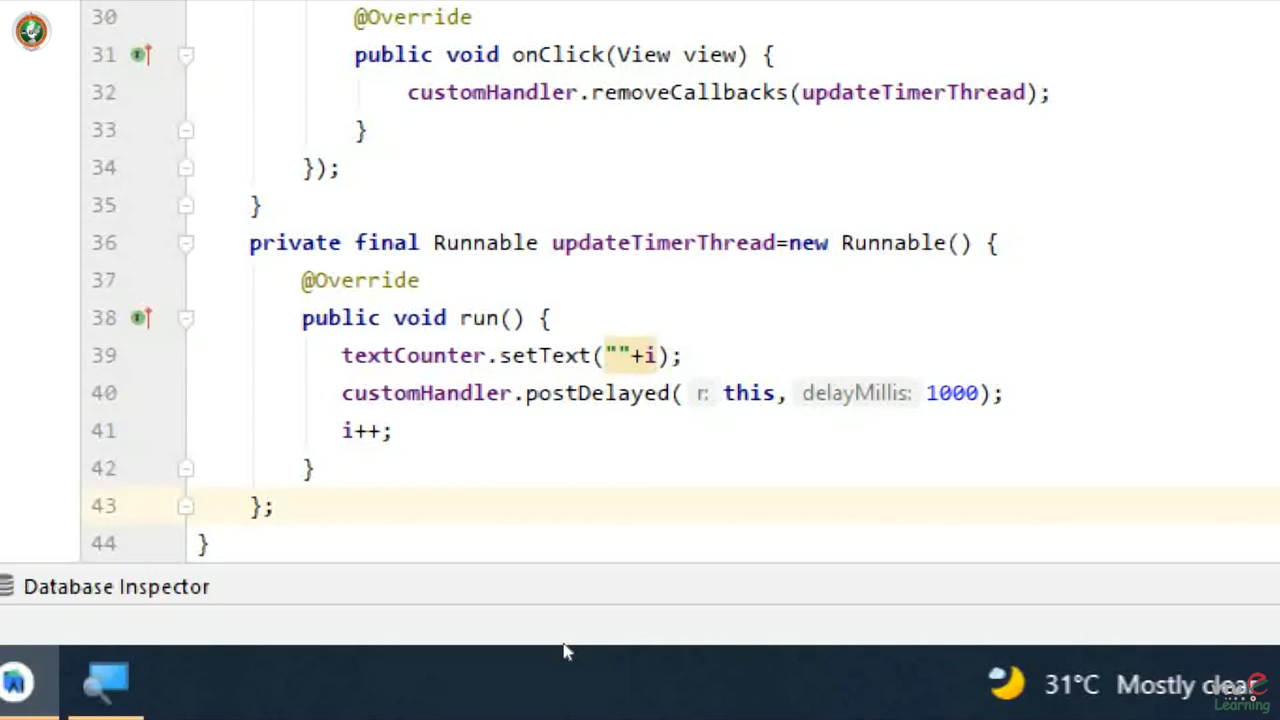 30 @Override
31 public void onClick(View view) {
32 customHandler.removeCallbacks(updateTimerThread);
33 }
34 });
35 }
36 private final Runnable updateTimerThread=new Runnable() {
37 @Override
38 public void run() {
39 textCounter.setText(""+i);
40 customHandler.postDelayed( r: this, delayMillis: 1000);
41 i++;
42 }
43 };
44 }
Database Inspector
31°C Mostly clear
Learning